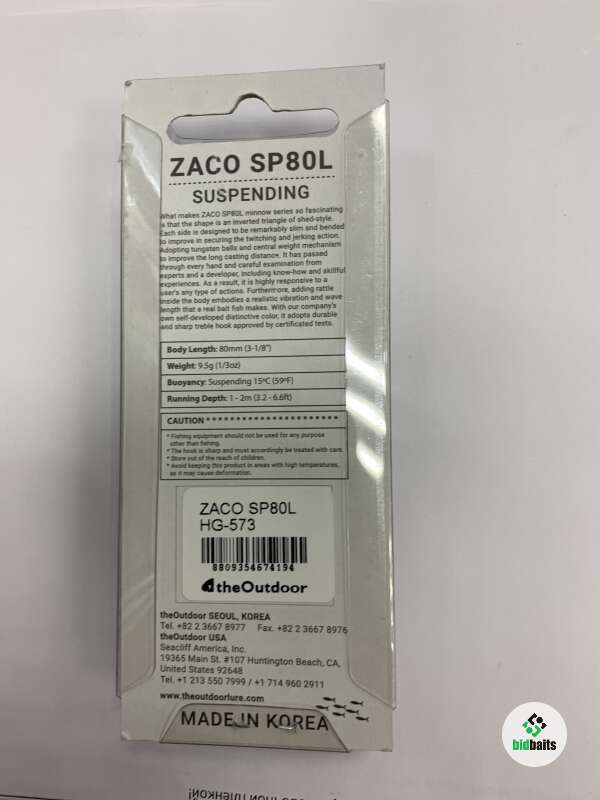 ZACO SP80L
SUSPENDING
What makes ZACO SP80L minnow series so fascinating
is that the shape is an inverted triangle of shed-style.
Each side is designed to be remarkably slim and bended
to improve in securing the twitching and jerking action.
Adopting tungsten balls and central weight mechanism
to improve the long casting distance. It has passed
through every hand and careful examination from
experts and a developer, including know-how and skillful
experiences. As a result, it is highly responsive to a
user's any type of actions. Furthermore, adding rattle
inside the body embodies a realistic vibration and wave
length that a real bait fish makes. With our company's
own self-developed distinctive color, it adopts durable
and sharp treble hook approved by certificated tests.
Body Length: 80mm (3-1/8")
Weight: 9.5g (1/3oz)
Buoyancy: Suspending 15ºC (59ºF)
Running Depth: 1 - 2m (3.2 - 6.6ft)
CAUTION
* Fishing equipment should not be used for any purpose
other than fishing.
* The hook is sharp and must accordingly be treated with care.
* Store out of the reach of children.
* Avoid keeping this product in areas with high temperatures,
as it may cause deformation.
ZACO SP80L
HG-573
8809354674194
theOutdoor
theOutdoor SEOUL, KOREA
Tel. +82 2 3667 8977 Fax. +82 2 3667 8976
theOutdoor USA
Seacliff America, Inc.
19365 Main St. #107 Huntington Beach, CA,
United States 92648
Tel. +1 213 550 7999 / +1 714 960 2911
www.theoutdoorlure.com
MADE IN KOREA
bidbaits